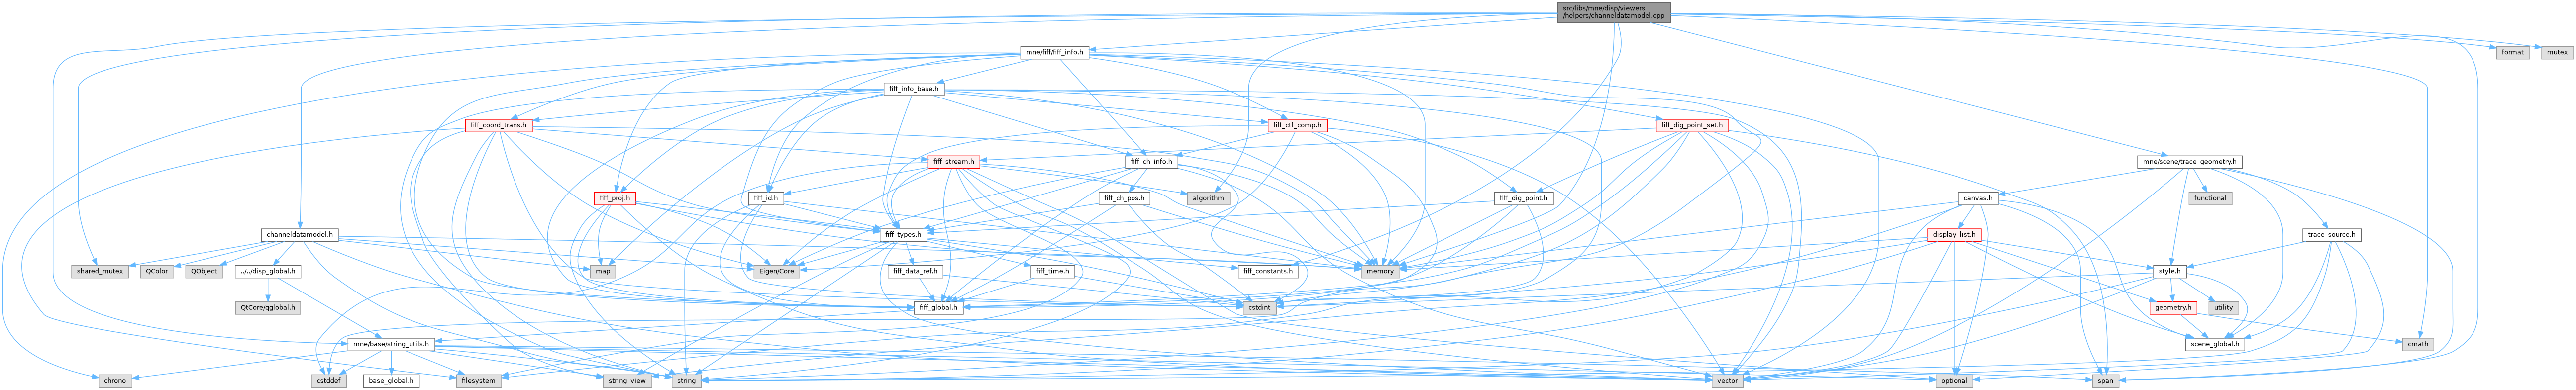 src/libs/mne/disp/viewers
/helpers/channeldatamodel.cpp
mne/fiff/fiff_info.h
format
mutex
fiff_info_base.h
fiff_coord_trans.h
fiff_ctf_comp.h
fiff_dig_point_set.h
fiff_stream.h
fiff_ch_info.h
mne/scene/trace_geometry.h
fiff_proj.h
fiff_id.h
algorithm
fiff_ch_pos.h
fiff_dig_point.h
canvas.h
functional
channeldatamodel.h
fiff_types.h
display_list.h
trace_source.h
shared_mutex
QColor
QObject
../../disp_global.h
map
Eigen/Core
fiff_data_ref.h
fiff_time.h
fiff_constants.h
memory
style.h
QtCore/qglobal.h
fiff_global.h
cstdint
geometry.h
utility
mne/base/string_utils.h
scene_global.h
cmath
chrono
cstddef
base_global.h
filesystem
string_view
string
vector
optional
span